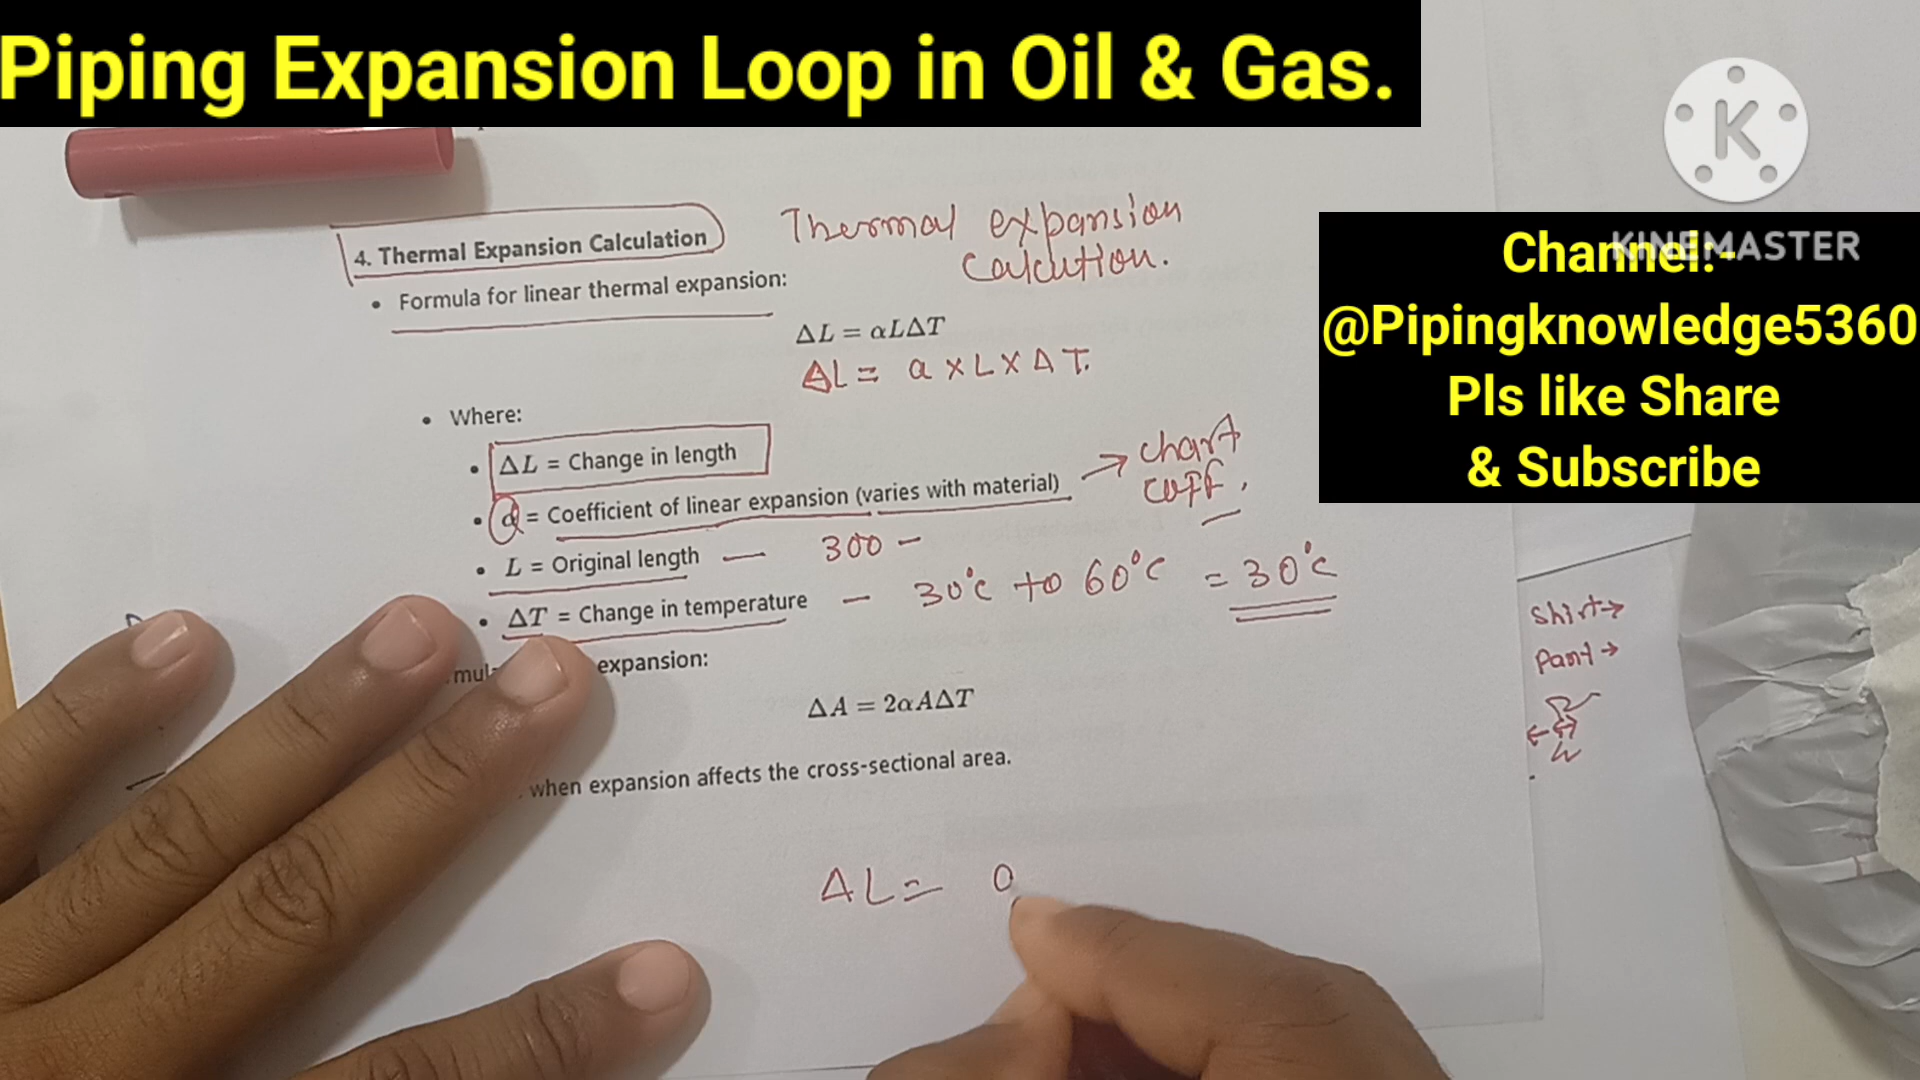 Piping Expansion Loop in Oil & Gas.
K
KINEMASTER
Channel:-
@Pipingknowledge5360
Pls like Share
& Subscribe
4. Thermal Expansion Calculation
Thermal expansion
Calcution.
• Formula for linear thermal expansion:
ΔL = αLΔT
ΔL = α × L × Δ T.
• Where:
• ΔL = Change in length
• α = Coefficient of linear expansion (varies with material) → chart
coff.
• L = Original length — 300 —
• ΔT = Change in temperature — 30°C to 60°C = 30°C
expansion:
ΔA = 2αAΔT
when expansion affects the cross-sectional area.
Shirt→
Pant→
ΔL = 0